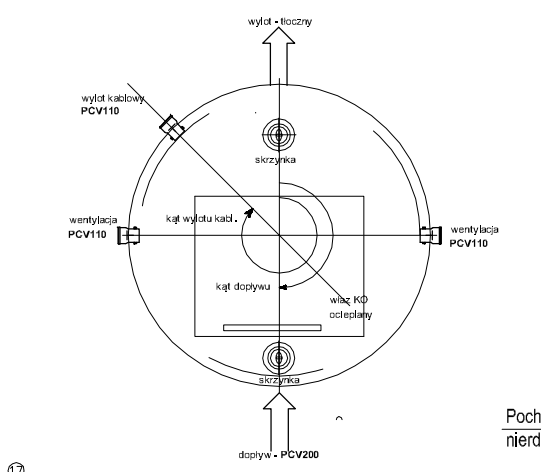 wylot - tłoczny
wylot kablowy
PCV110
skrzynka
kąt wylotu kabl.
wentylacja
PCV110
wentylacja
PCV110
kąt dopływu
właz KO
ocieplany
skrzynka
Poch
nierd
dopływ - PCV200
17